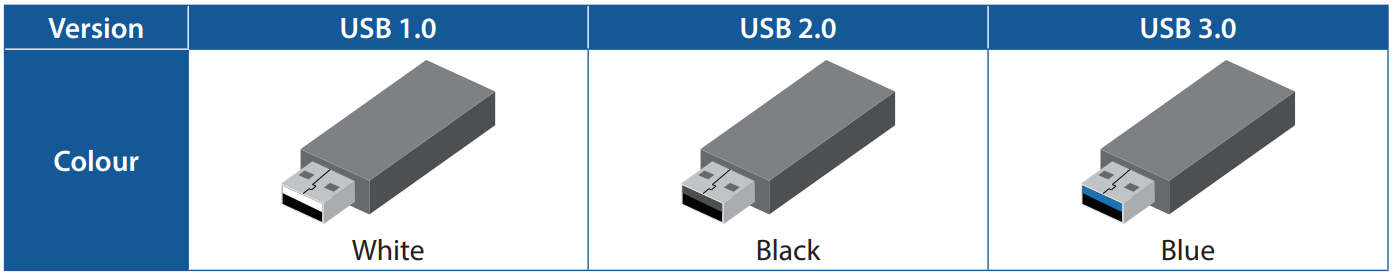 Version USB 1.0 USB 2.0 USB 3.0
Colour
White Black Blue